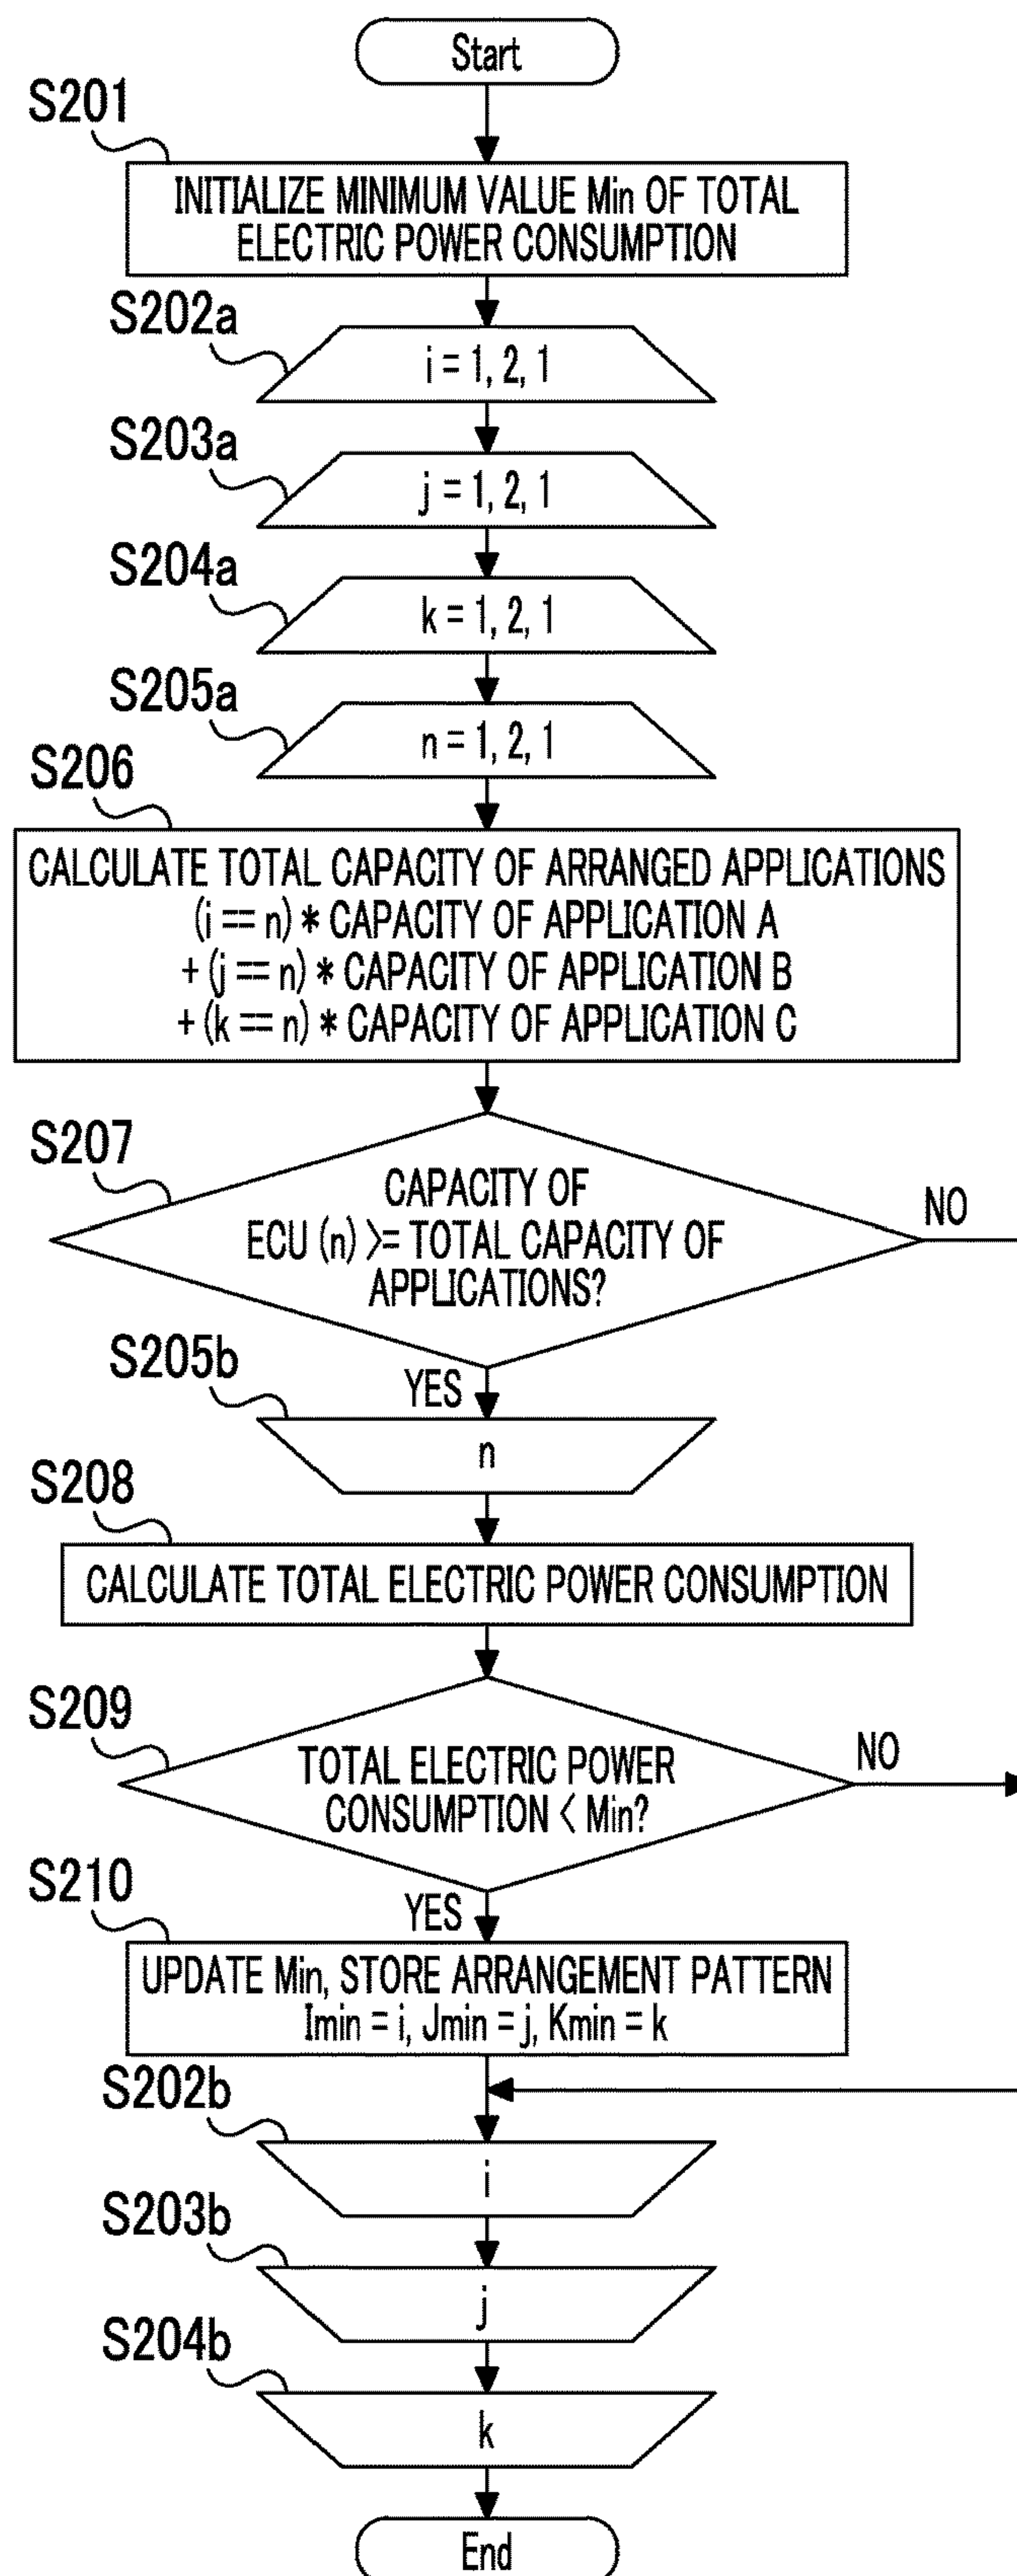 Start
S201
INITIALIZE MINIMUM VALUE Min OF TOTAL
ELECTRIC POWER CONSUMPTION
S202a
i = 1, 2, 1
S203a
j = 1, 2, 1
S204a
k = 1, 2, 1
S205a
n = 1, 2, 1
S206
CALCULATE TOTAL CAPACITY OF ARRANGED APPLICATIONS
(i == n) * CAPACITY OF APPLICATION A
+ (j == n) * CAPACITY OF APPLICATION B
+ (k == n) * CAPACITY OF APPLICATION C
S207
CAPACITY OF
ECU (n) >= TOTAL CAPACITY OF
APPLICATIONS?
NO
YES
S205b
n
S208
CALCULATE TOTAL ELECTRIC POWER CONSUMPTION
S209
TOTAL ELECTRIC POWER
CONSUMPTION < Min?
NO
YES
S210
UPDATE Min, STORE ARRANGEMENT PATTERN
Imin = i, Jmin = j, Kmin = k
S202b
i
S203b
j
S204b
k
End